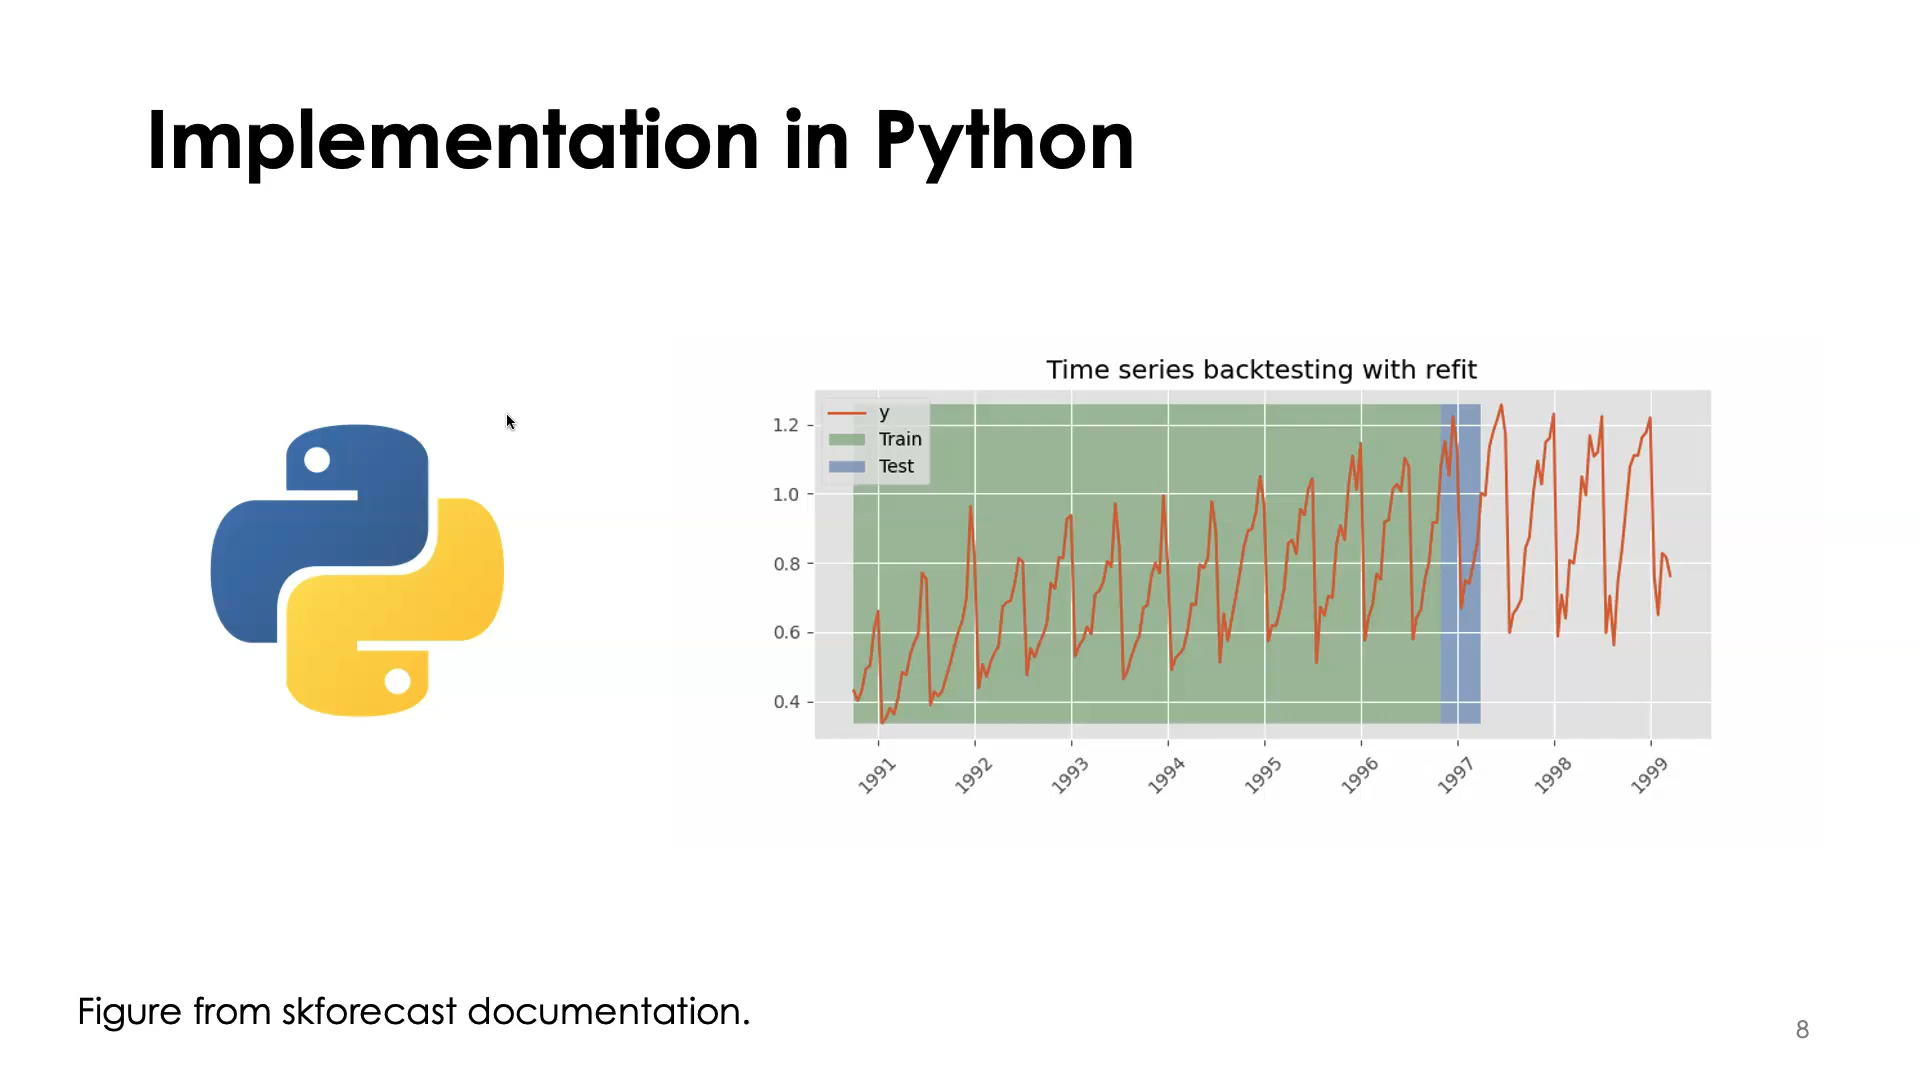 Implementation in Python
Time series backtesting with refit
y
Train
Test
1.2
1.0
0.8
0.6
0.4
1991
1992
1993
1994
1995
1996
1997
1998
1999
Figure from skforecast documentation.
8